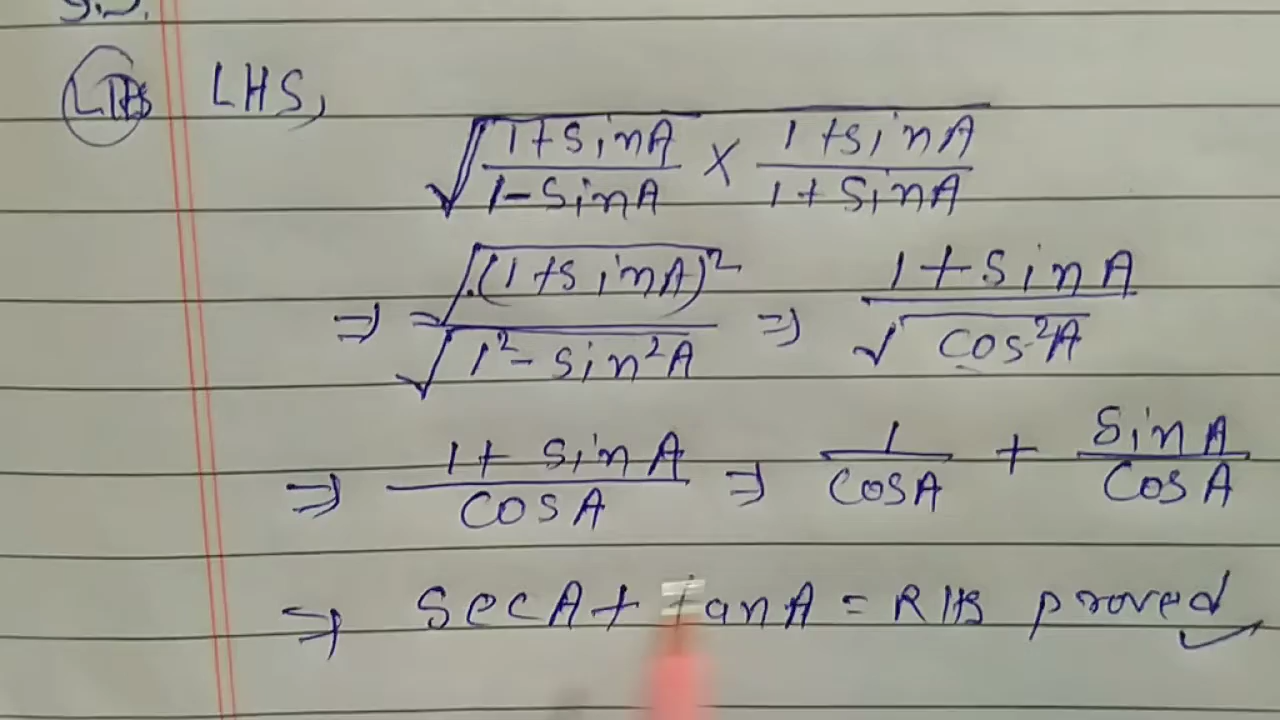 LHS LHS,
√((1+sinA)/(1-sinA) × (1+sinA)/(1+sinA))
⇒ = √(1+sinA)²/√(1²-sin²A) ⇒ (1+sinA)/√(cos²A)
⇒ (1+sinA)/(cosA) ⇒ 1/cosA + sinA/cosA
⇒ secA + tanA = RHS proved